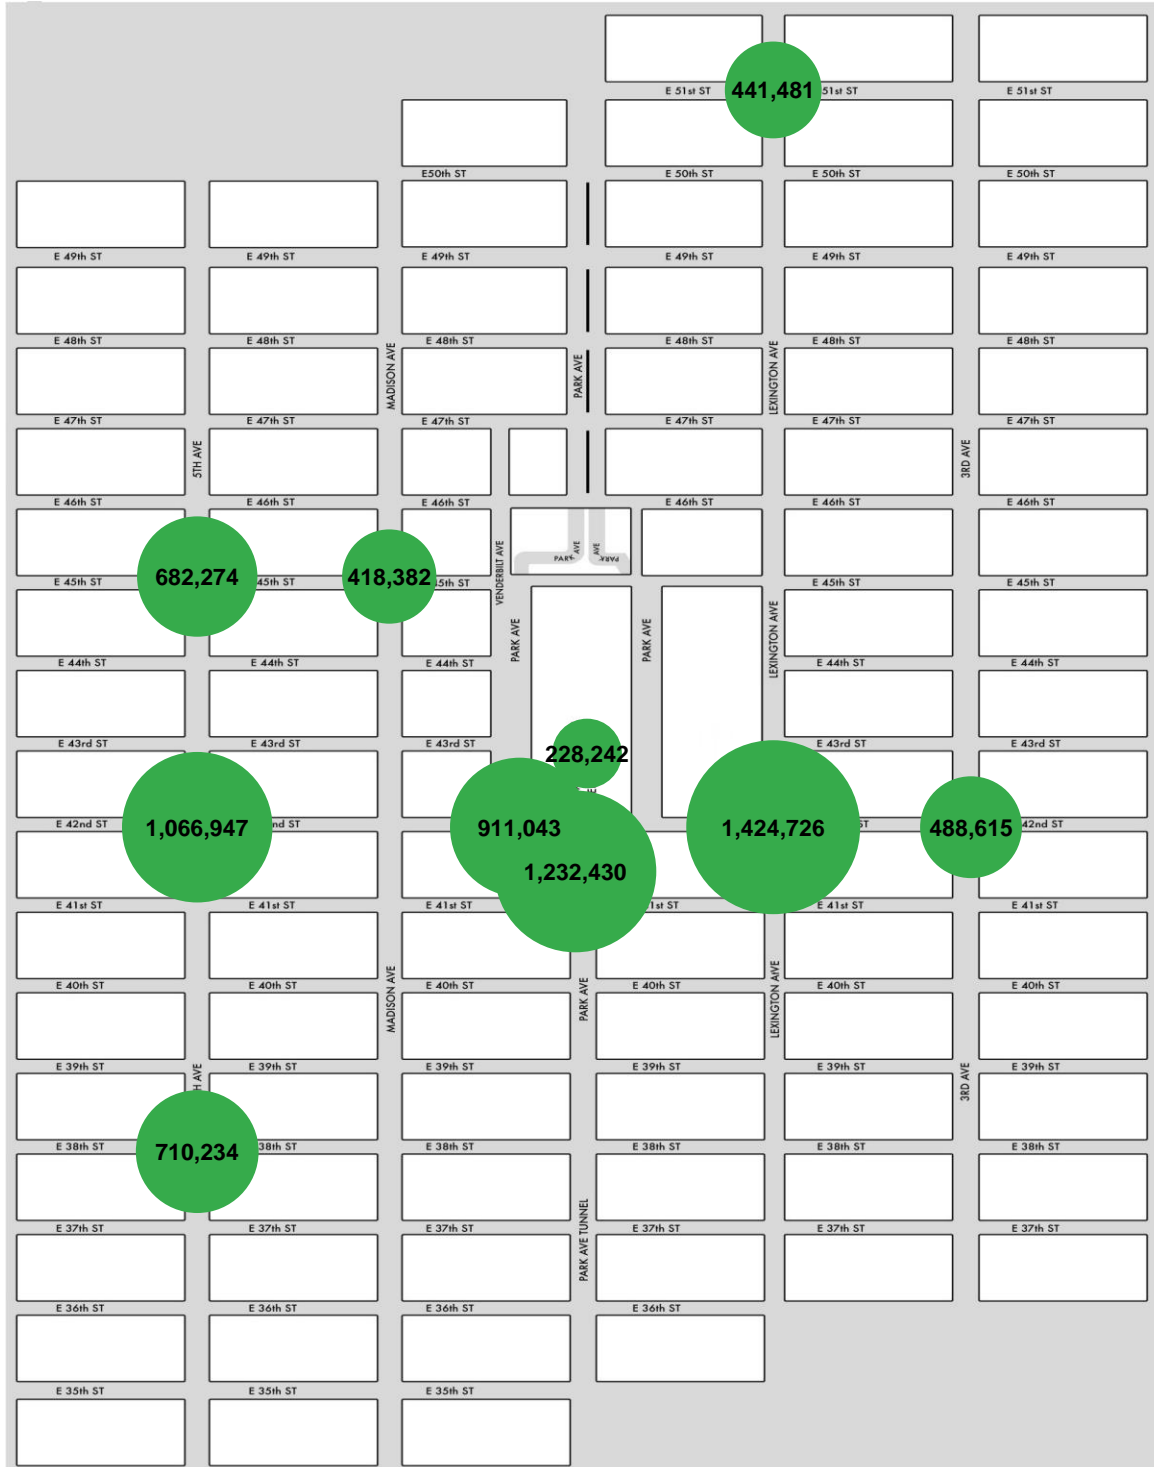 E 51st ST
441,481
51st ST
E 51st ST
E50th ST
E 50th ST
E 50th ST
E 50th ST
E 49th ST
E 49th ST
E 49th ST
E 49th ST
E 49th ST
E 49th ST
E 48th ST
E 48th ST
E 48th ST
E 48th ST
E 48th ST
E 48th ST
MADISON AVE
PARK AVE
LEXINGTON AVE
E 47th ST
E 47th ST
E 47th ST
E 47th ST
E 47th ST
E 47th ST
5TH AVE
3RD AVE
E 46th ST
E 46th ST
E 46th ST
E 46th ST
E 46th ST
E 46th ST
VENDERBILT AVE
PARK AVE
AVE PARK
682,274
45th ST
418,382
45th ST
E 45th ST
E 45th ST
PARK AVE
PARK AVE
LEXINGTON AVE
E 44th ST
E 44th ST
E 44th ST
E 44th ST
E 44th ST
E 43rd ST
E 43rd ST
E 43rd ST
228,242
E 43rd ST
E 43rd ST
E 42nd ST
1,066,947
nd ST
911,043
1,424,726
ST
488,615
42nd ST
1,232,430
E 41st ST
E 41st ST
1st ST
E 41st ST
E 41st ST
MADISON AVE
PARK AVE
LEXINGTON AVE
E 40th ST
E 40th ST
E 40th ST
E 40th ST
E 40th ST
E 40th ST
E 39th ST
E 39th ST
E 39th ST
E 39th ST
E 39th ST
E 39th ST
H AVE
3RD AVE
E 38th ST
710,234
38th ST
E 38th ST
E 38th ST
E 38th ST
E 38th ST
PARK AVE TUNNEL
E 37th ST
E 37th ST
E 37th ST
E 37th ST
E 37th ST
E 37th ST
E 36th ST
E 36th ST
E 36th ST
E 36th ST
E 35th ST
E 35th ST
E 35th ST